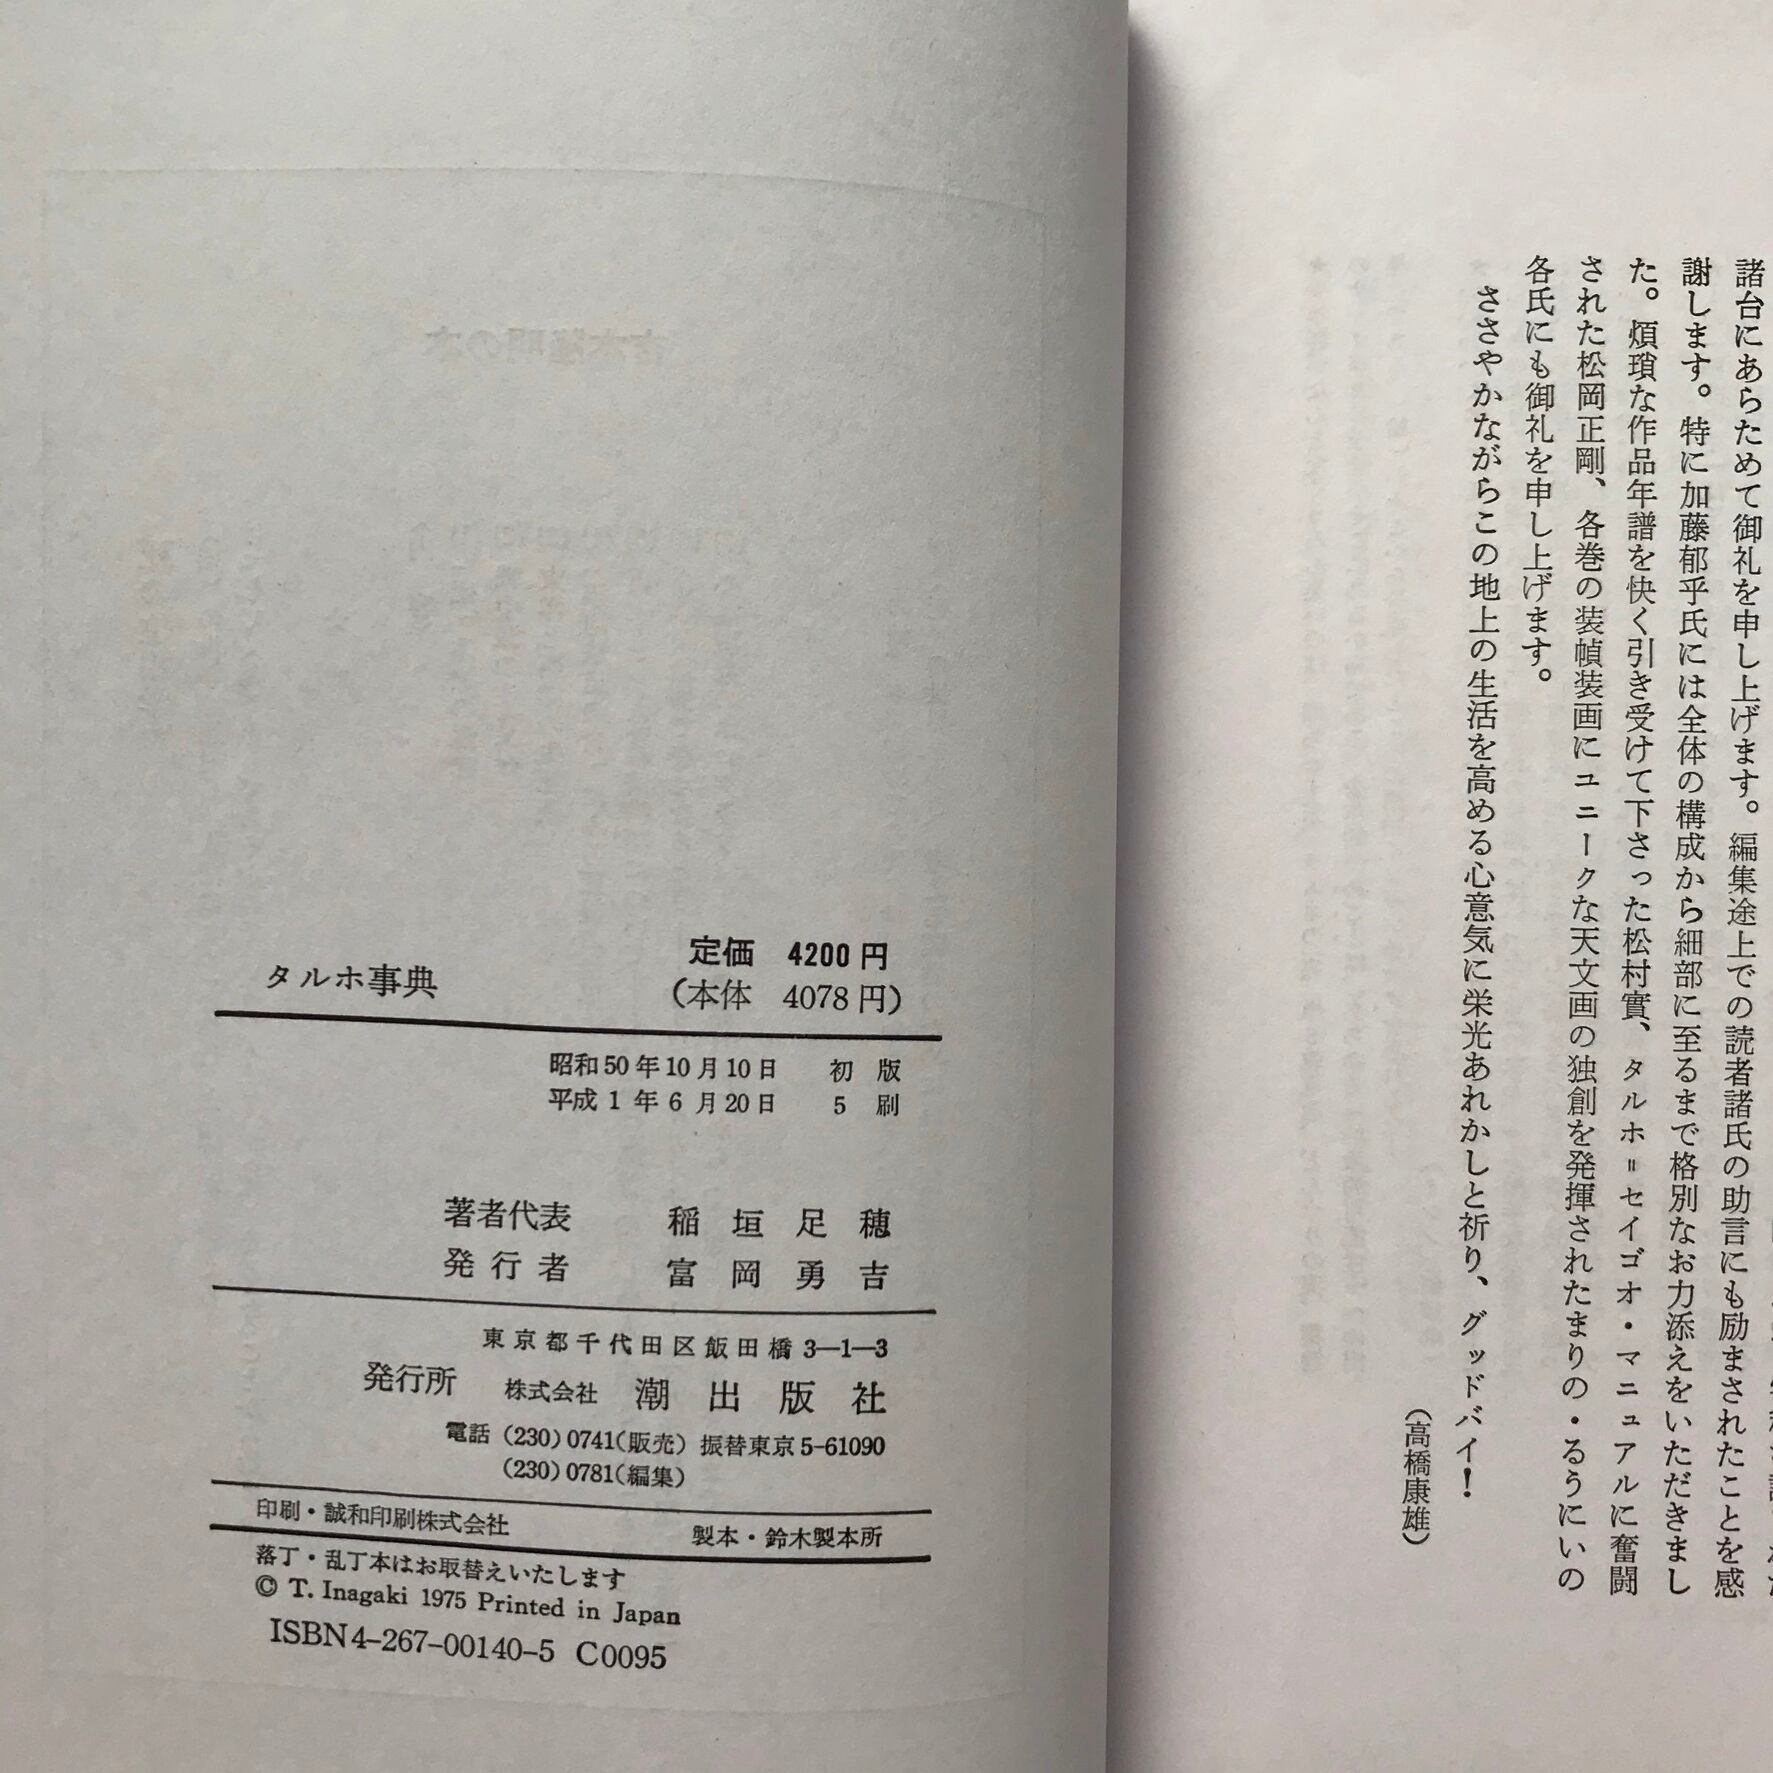 諸台にあらためて御礼を申し上げます。編集途上での読者諸氏の助言にも励まされたことを感
謝します。特に加藤郁乎氏には全体の構成から細部に至るまで格別なお力添えをいただきまし
た。煩瑣な作品年譜を快く引き受けて下さった松村實、タルホ＝セイゴオ・マニュアルに奮闘
された松岡正剛、各巻の装幀装画にユニークな天文画の独創を発揮されたまりの・るうにいの
各氏にも御礼を申し上げます。
ささやかながらこの地上の生活を高める心意気に栄光あれかしと祈り、グッドバイ！
（高橋康雄）
タルホ事典
定価 4200円
（本体 4078円）
昭和50年10月10日 初版
平成1年6月20日 5刷
著者代表 稲垣足穂
発行者 富岡勇吉
東京都千代田区飯田橋3—1—3
発行所 株式会社 潮出版社
電話（230）0741（販売）振替東京5-61090
（230）0781（編集）
印刷・誠和印刷株式会社 製本・鈴木製本所
落丁・乱丁本はお取替えいたします
© T. Inagaki 1975 Printed in Japan
ISBN4-267-00140-5 C0095